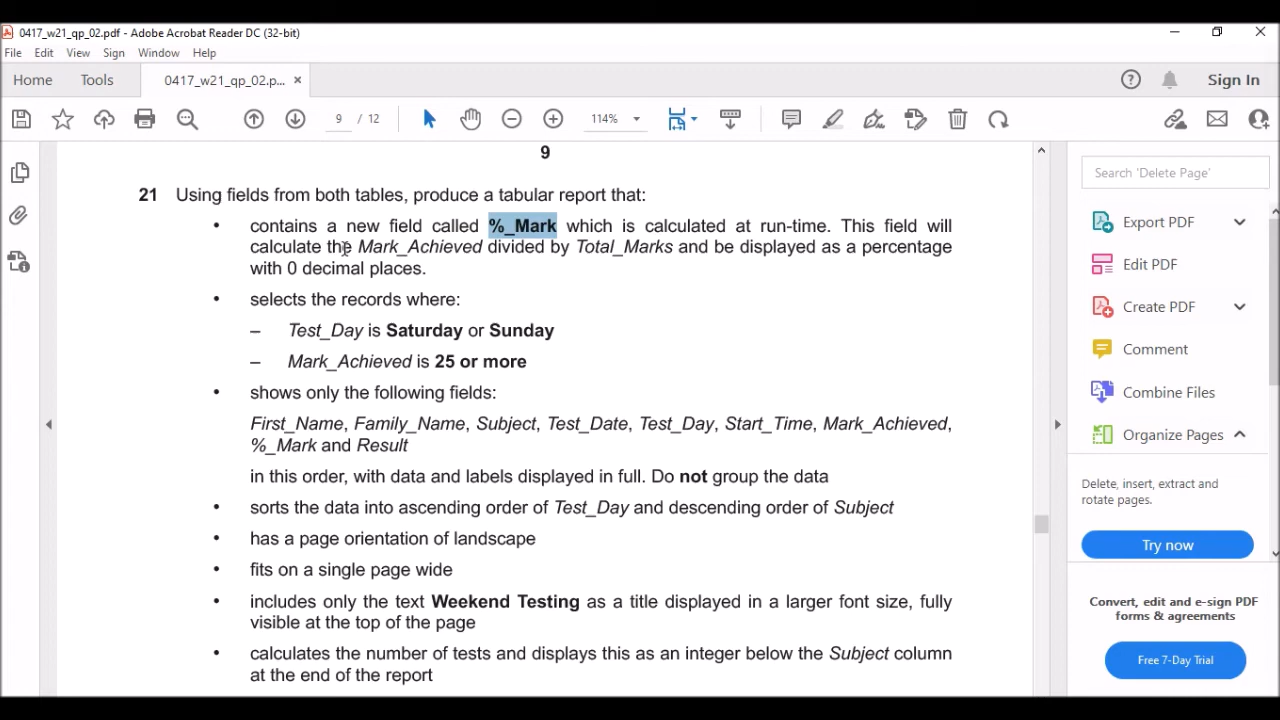 0417_w21_qp_02.pdf - Adobe Acrobat Reader DC (32-bit)
File Edit View Sign Window Help
Home Tools 0417_w21_qp_02.p... × Sign In
9 / 12 114%
9
21 Using fields from both tables, produce a tabular report that:
• contains a new field called %_Mark which is calculated at run-time. This field will
calculate the Mark_Achieved divided by Total_Marks and be displayed as a percentage
with 0 decimal places.
• selects the records where:
– Test_Day is Saturday or Sunday
– Mark_Achieved is 25 or more
• shows only the following fields:
First_Name, Family_Name, Subject, Test_Date, Test_Day, Start_Time, Mark_Achieved,
%_Mark and Result
in this order, with data and labels displayed in full. Do not group the data
• sorts the data into ascending order of Test_Day and descending order of Subject
• has a page orientation of landscape
• fits on a single page wide
• includes only the text Weekend Testing as a title displayed in a larger font size, fully
visible at the top of the page
• calculates the number of tests and displays this as an integer below the Subject column
at the end of the report
Search 'Delete Page'
Export PDF
Edit PDF
Create PDF
Comment
Combine Files
Organize Pages
Delete, insert, extract and
rotate pages.
Try now
Convert, edit and e-sign PDF
forms & agreements
Free 7-Day Trial